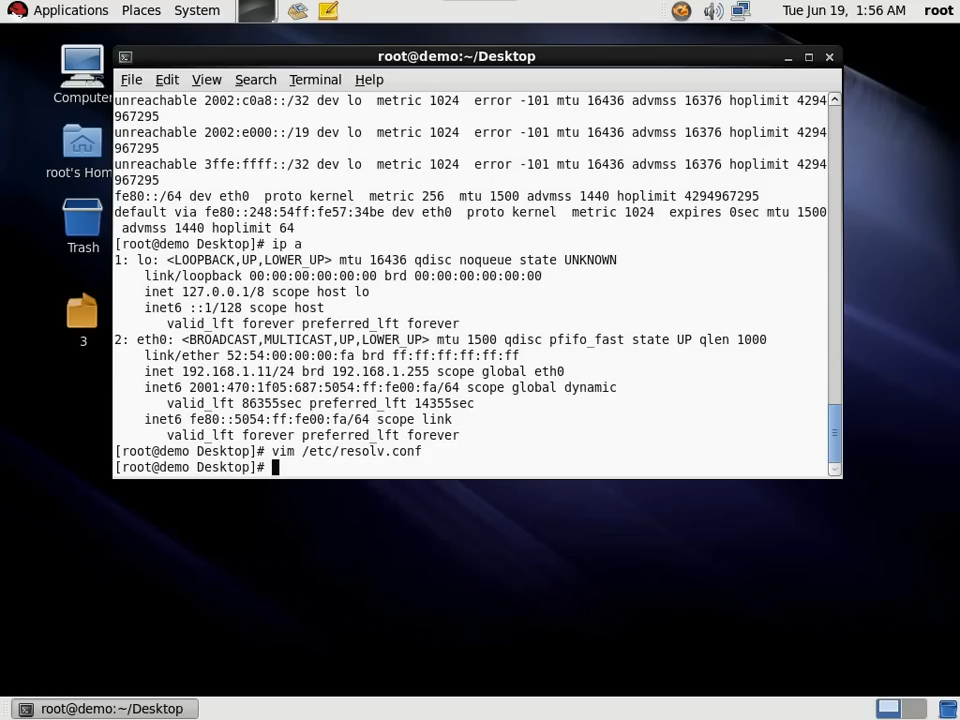 Applications Places System Tue Jun 19, 1:56 AM root
root@demo:~/Desktop
File Edit View Search Terminal Help
Computer
root's Hom
Trash
3
unreachable 2002:c0a8::/32 dev lo  metric 1024  error -101 mtu 16436 advmss 16376 hoplimit 4294
967295
unreachable 2002:e000::/19 dev lo  metric 1024  error -101 mtu 16436 advmss 16376 hoplimit 4294
967295
unreachable 3ffe:ffff::/32 dev lo  metric 1024  error -101 mtu 16436 advmss 16376 hoplimit 4294
967295
fe80::/64 dev eth0  proto kernel  metric 256  mtu 1500 advmss 1440 hoplimit 4294967295
default via fe80::248:54ff:fe57:34be dev eth0  proto kernel  metric 1024  expires 0sec mtu 1500
 advmss 1440 hoplimit 64
[root@demo Desktop]# ip a
1: lo: <LOOPBACK,UP,LOWER_UP> mtu 16436 qdisc noqueue state UNKNOWN
    link/loopback 00:00:00:00:00:00 brd 00:00:00:00:00:00
    inet 127.0.0.1/8 scope host lo
    inet6 ::1/128 scope host
       valid_lft forever preferred_lft forever
2: eth0: <BROADCAST,MULTICAST,UP,LOWER_UP> mtu 1500 qdisc pfifo_fast state UP qlen 1000
    link/ether 52:54:00:00:00:fa brd ff:ff:ff:ff:ff:ff
    inet 192.168.1.11/24 brd 192.168.1.255 scope global eth0
    inet6 2001:470:1f05:687:5054:ff:fe00:fa/64 scope global dynamic
       valid_lft 86355sec preferred_lft 14355sec
    inet6 fe80::5054:ff:fe00:fa/64 scope link
       valid_lft forever preferred_lft forever
[root@demo Desktop]# vim /etc/resolv.conf
[root@demo Desktop]#
root@demo:~/Desktop